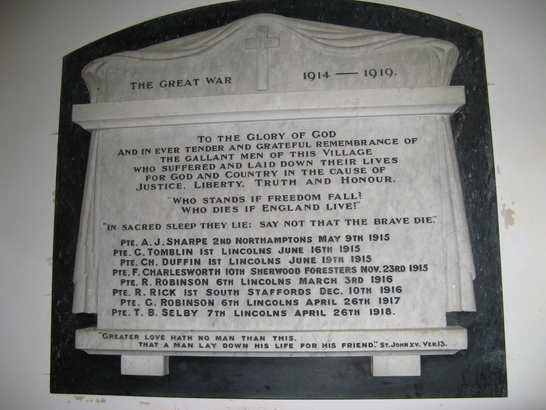 THE GREAT WAR 1914 — 1919.
TO THE GLORY OF GOD
AND IN EVER TENDER AND GRATEFUL REMEMBRANCE OF
THE GALLANT MEN OF THIS VILLAGE
WHO SUFFERED AND LAID DOWN THEIR LIVES
FOR GOD AND COUNTRY IN THE CAUSE OF
JUSTICE, LIBERTY, TRUTH AND HONOUR.
"WHO STANDS IF FREEDOM FALL?
WHO DIES IF ENGLAND LIVE?"
"IN SACRED SLEEP THEY LIE: SAY NOT THAT THE BRAVE DIE."
PTE. A. J. SHARPE 2ND NORTHAMPTONS MAY 9TH 1915
PTE. G. TOMBLIN 1ST LINCOLNS JUNE 16TH 1915
PTE. CH. DUFFIN 1ST LINCOLNS JUNE 19TH 1915
PTE. F. CHARLESWORTH 10TH SHERWOOD FORESTERS NOV. 23RD 1915
PTE. R. ROBINSON 6TH LINCOLNS MARCH 3RD 1916
PTE. R. RICK 1ST SOUTH STAFFORDS DEC. 10TH 1916
PTE. G. ROBINSON 6TH LINCOLNS APRIL 26TH 1917
PTE. T. B. SELBY 7TH LINCOLNS APRIL 26TH 1918.
"GREATER LOVE HATH NO MAN THAN THIS,
THAT A MAN LAY DOWN HIS LIFE FOR HIS FRIEND." ST. JOHN XV. VER. 13.